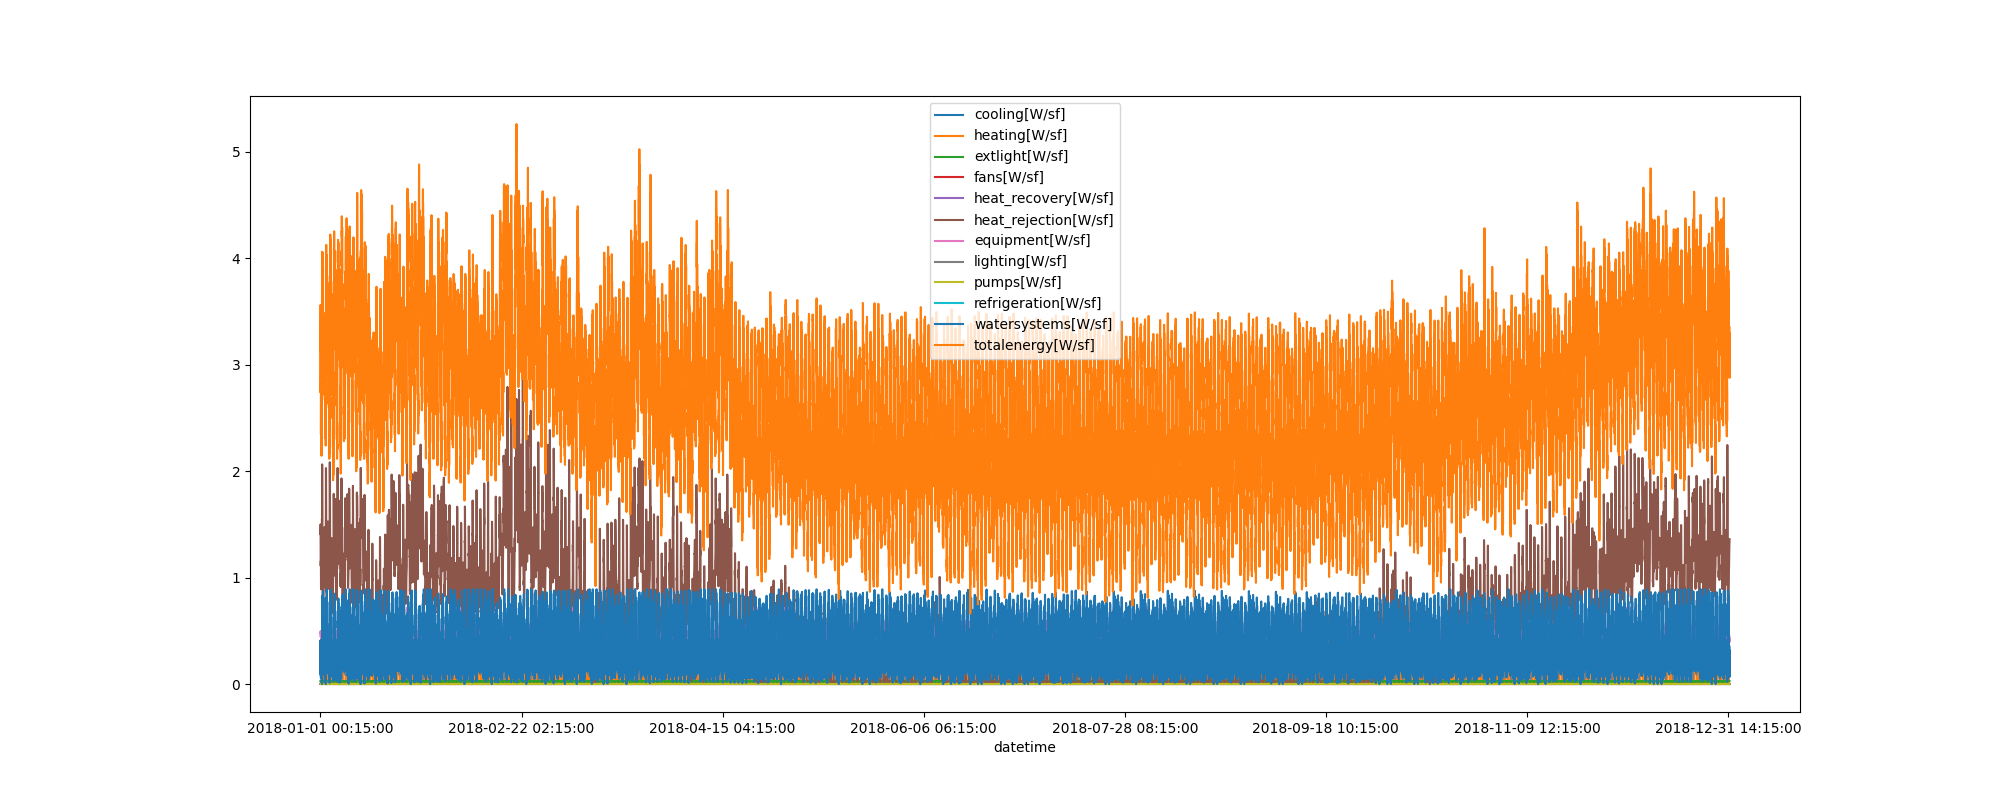 cooling[W/sf]
heating[W/sf]
extlight[W/sf]
fans[W/sf]
heat_recovery[W/sf]
heat_rejection[W/sf]
equipment[W/sf]
lighting[W/sf]
pumps[W/sf]
refrigeration[W/sf]
watersystems[W/sf]
totalenergy[W/sf]
5
4
3
2
1
0
2018-01-01 00:15:00 2018-02-22 02:15:00 2018-04-15 04:15:00 2018-06-06 06:15:00 2018-07-28 08:15:00 2018-09-18 10:15:00 2018-11-09 12:15:00 2018-12-31 14:15:00
datetime